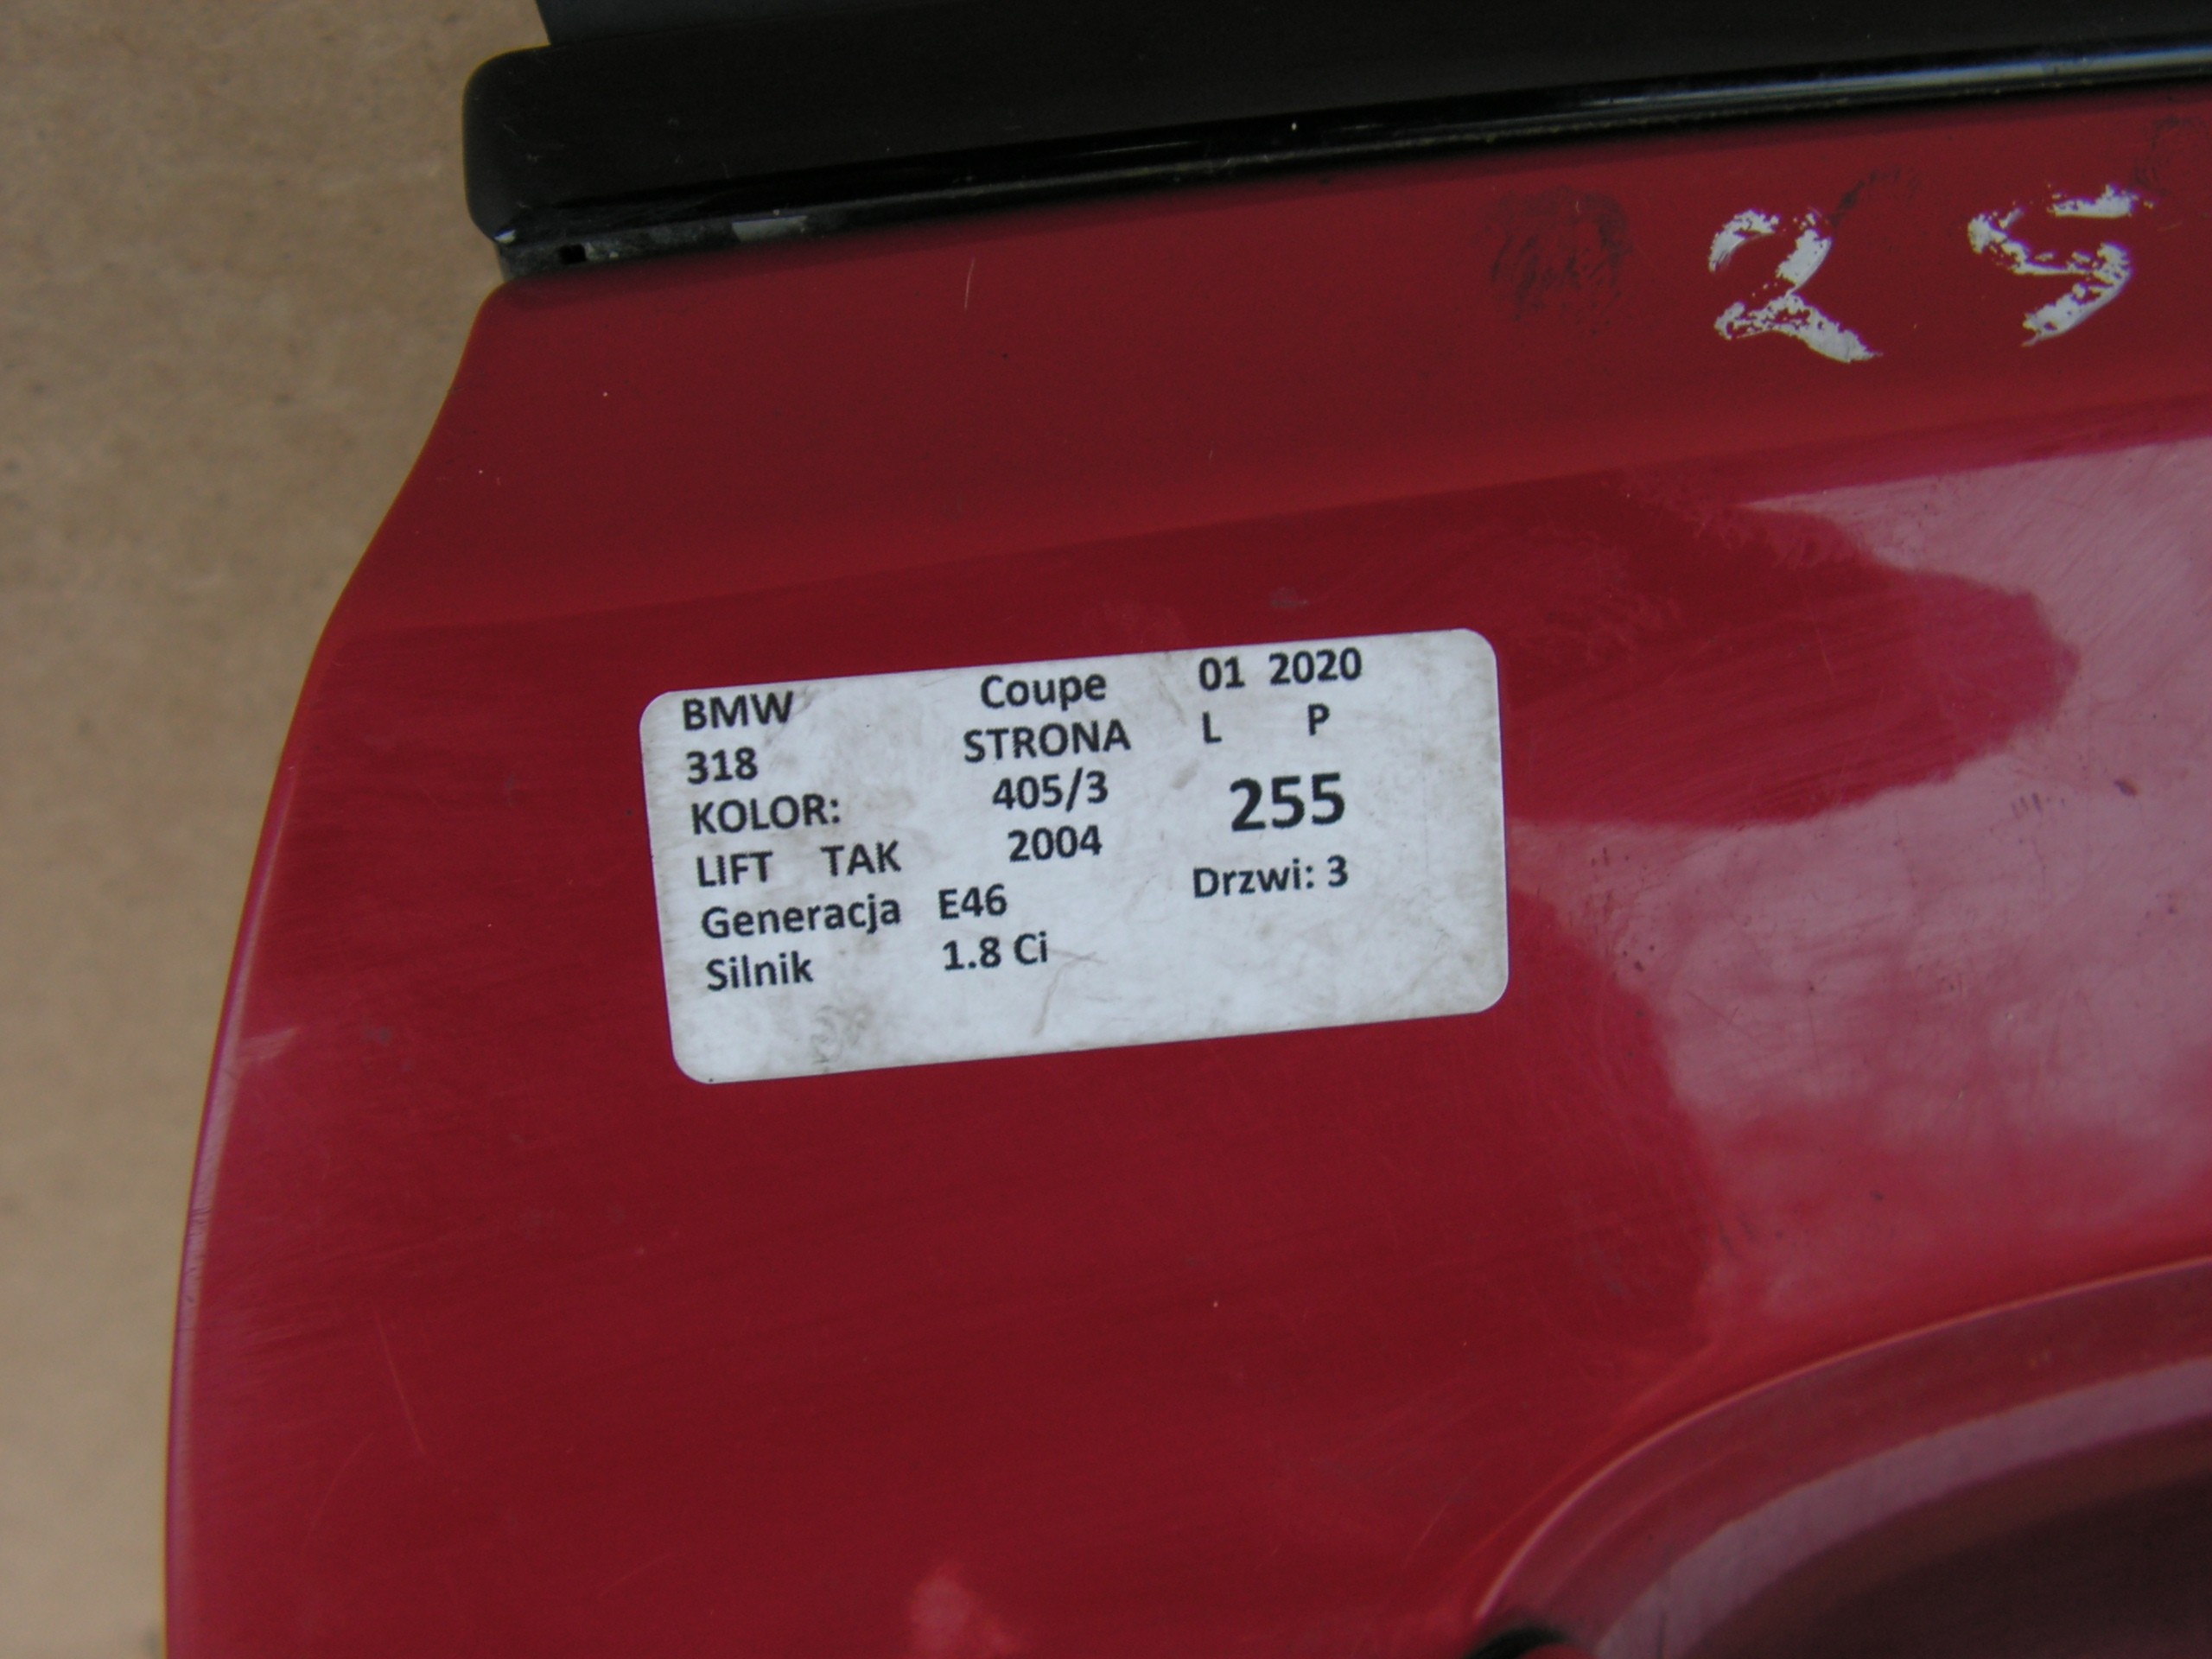 25
BMW Coupe 01 2020
318 STRONA L P
KOLOR: 405/3 255
LIFT TAK 2004
Generacja E46 Drzwi: 3
Silnik 1.8 Ci